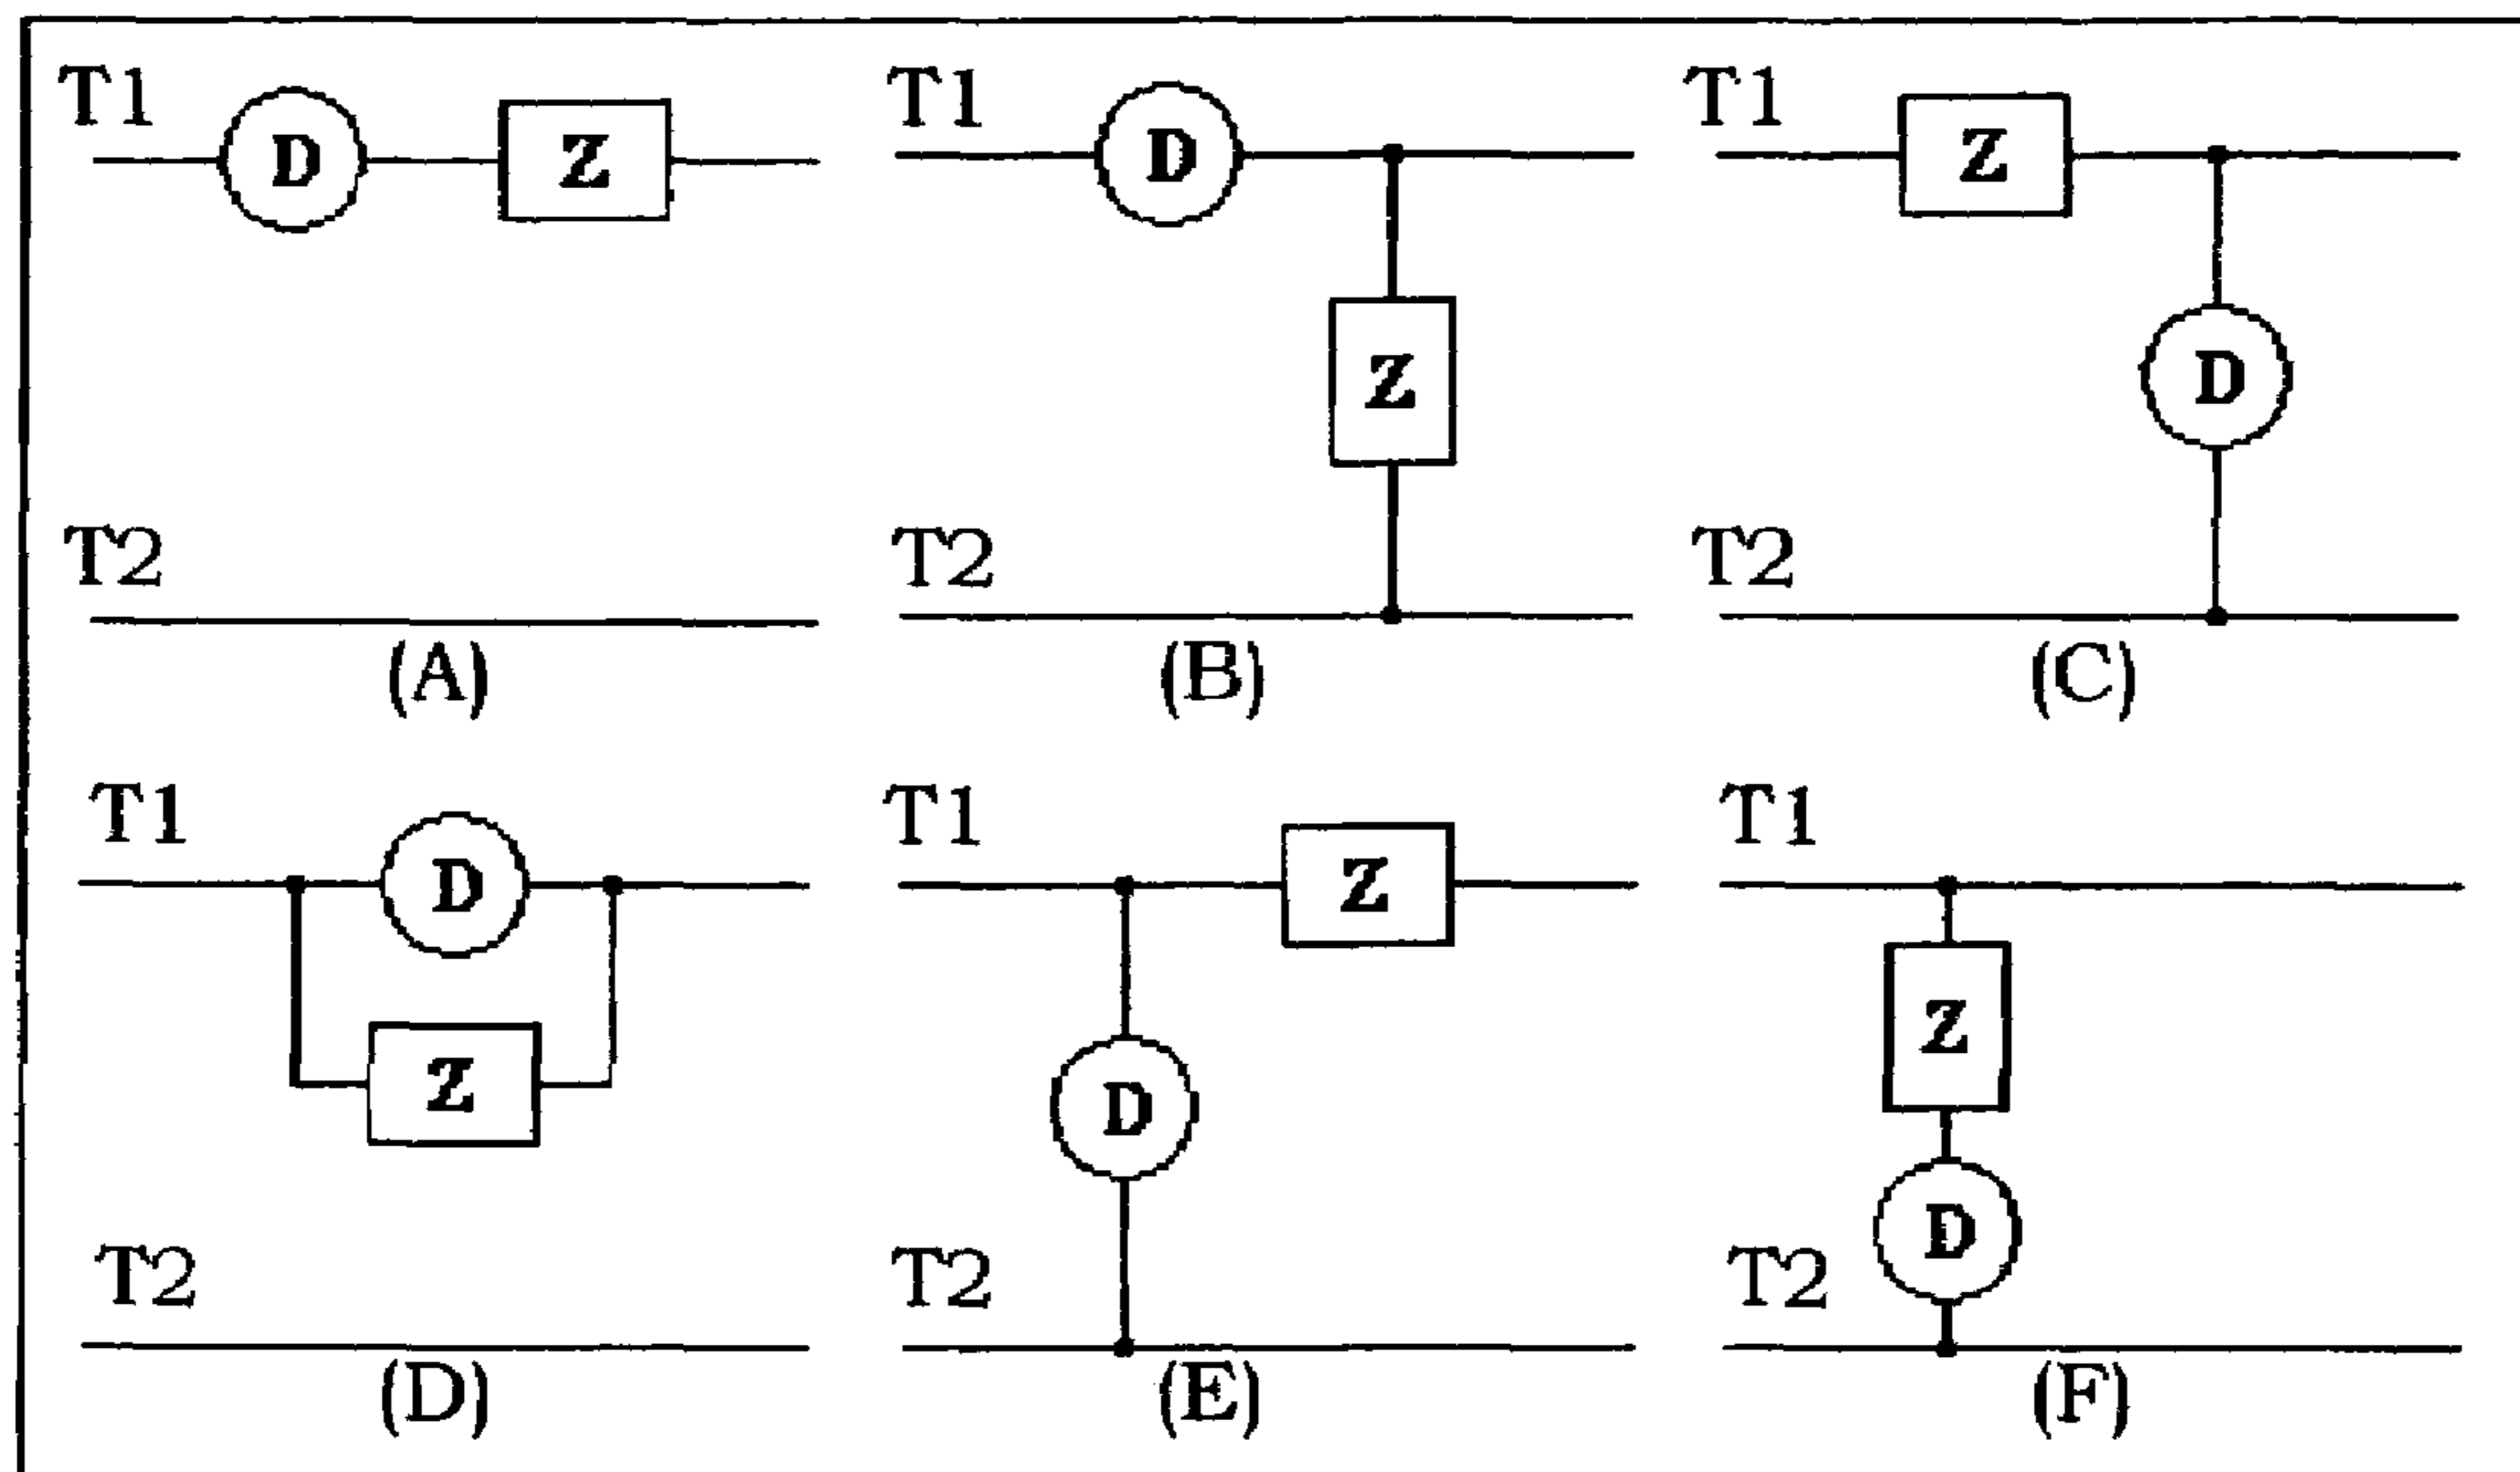 T1 D Z T1 D T1 Z
Z D
T2 T2 T2
(A) (B) (C)
T1 D T1 Z T1
Z D Z
D
T2 T2 T2
(D) (E) (F)